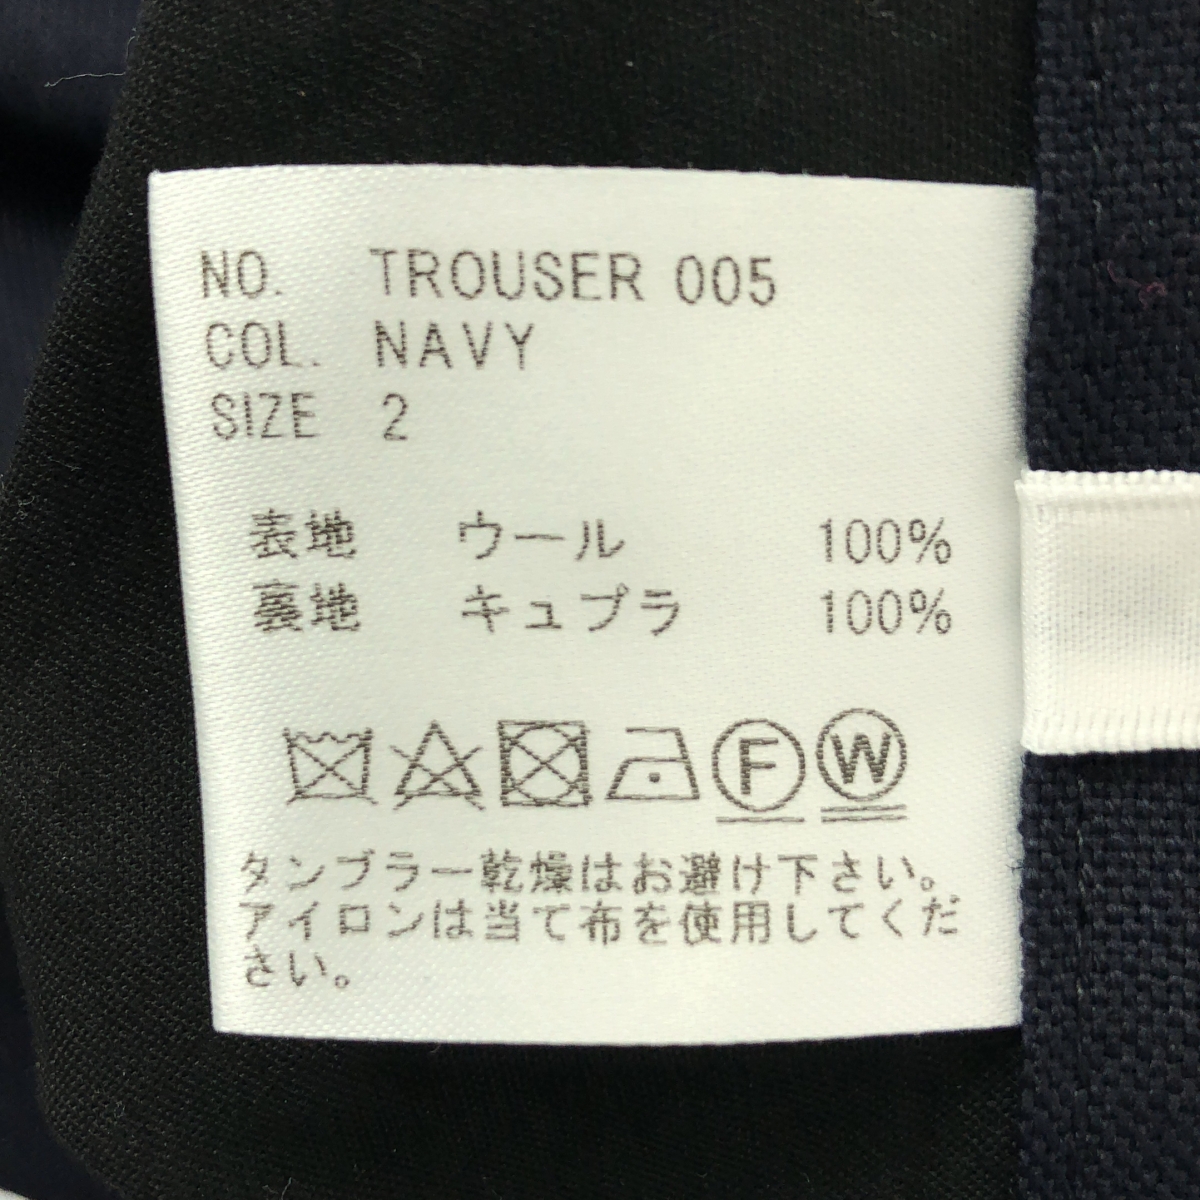 NO. TROUSER 005
COL. NAVY
SIZE 2
表地 ウール 100%
裏地 キュプラ 100%
F W
タンブラー乾燥はお避け下さい。
アイロンは当て布を使用してくだ
さい。